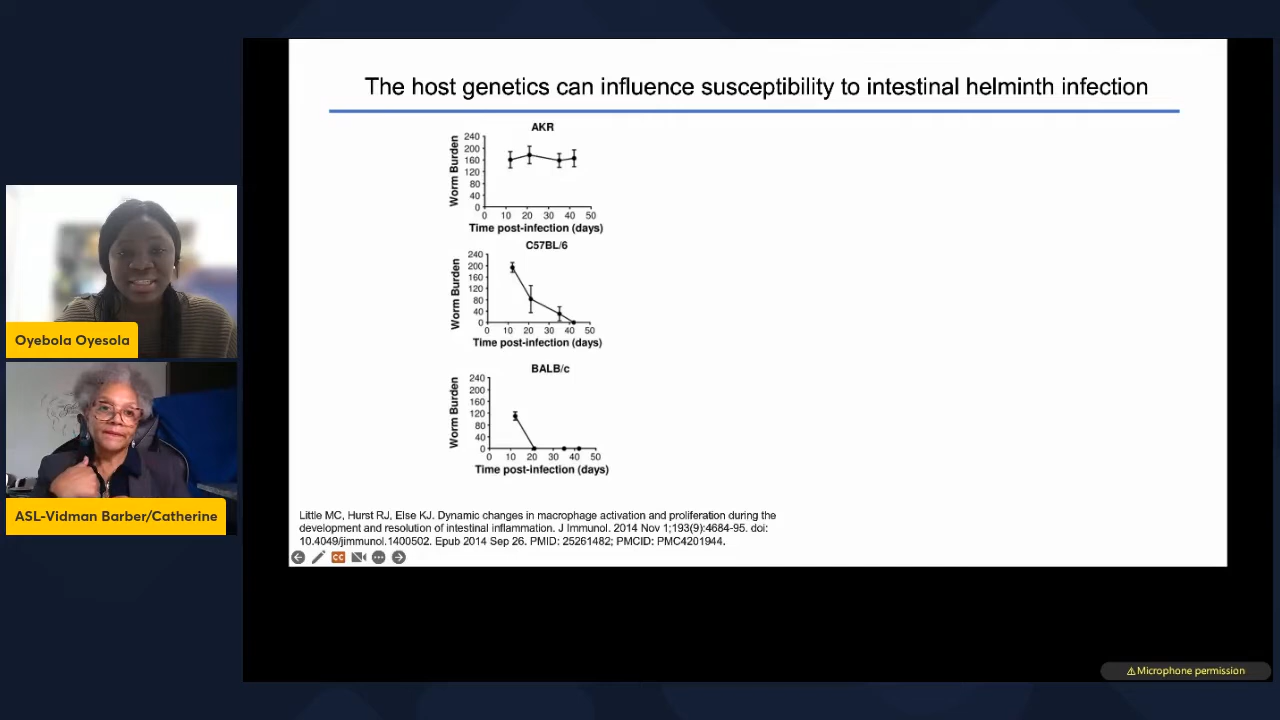 The host genetics can influence susceptibility to intestinal helminth infection
AKR
Worm Burden
240
200
160
120
80
40
0
0 10 20 30 40 50
Time post-infection (days)
C57BL/6
Worm Burden
240
200
160
120
80
40
0
0 10 20 30 40 50
Time post-infection (days)
BALB/c
Worm Burden
240
200
160
120
80
40
0
0 10 20 30 40 50
Time post-infection (days)
Little MC, Hurst RJ, Else KJ. Dynamic changes in macrophage activation and proliferation during the
development and resolution of intestinal inflammation. J Immunol. 2014 Nov 1;193(9):4684-95. doi:
10.4049/jimmunol.1400502. Epub 2014 Sep 26. PMID: 25261482; PMCID: PMC4201944.
CC
Oyebola Oyesola
ASL-Vidman Barber/Catherine
Microphone permission